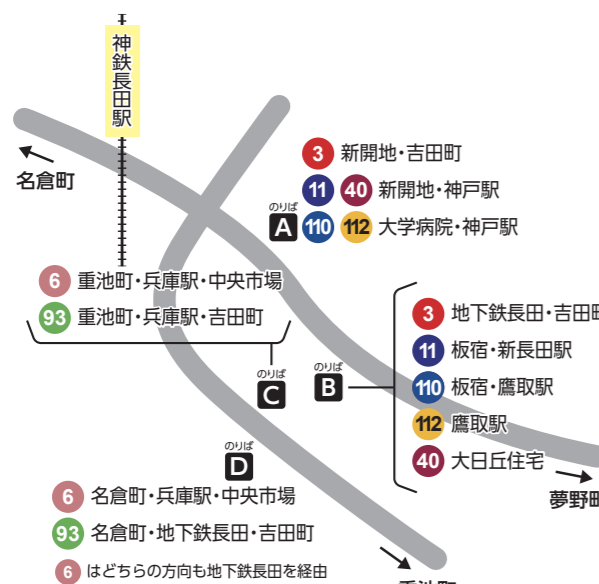 神鉄長田駅
名倉町
3 新開地・吉田町
11 40 新開地・神戸駅
のりば
A 110 112 大学病院・神戸駅
6 重池町・兵庫駅・中央市場
93 重池町・兵庫駅・吉田町
のりば
C
のりば
B
3 地下鉄長田・吉田町
11 板宿・新長田駅
110 板宿・鷹取駅
112 鷹取駅
40 大日丘住宅
夢野町
のりば
D
6 名倉町・兵庫駅・中央市場
93 名倉町・地下鉄長田・吉田町
6 はどちらの方向も地下鉄長田を経由
重池町